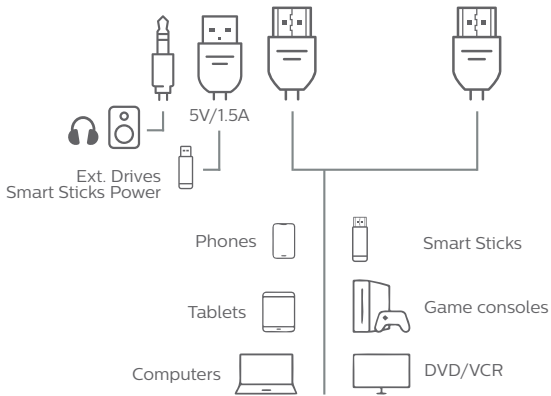 5V/1.5A
Ext. Drives
Smart Sticks Power
Phones
Smart Sticks
Tablets
Game consoles
Computers
DVD/VCR